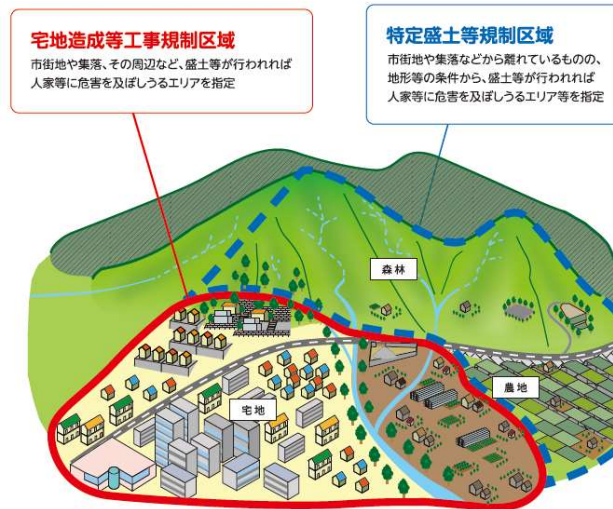 宅地造成等工事規制区域
市街地や集落、その周辺など、盛土等が行われれば
人家等に危害を及ぼしうるエリアを指定
特定盛土等規制区域
市街地や集落などから離れているものの、
地形等の条件から、盛土等が行われれば
人家等に危害を及ぼしうるエリア等を指定
森林
農地
宅地